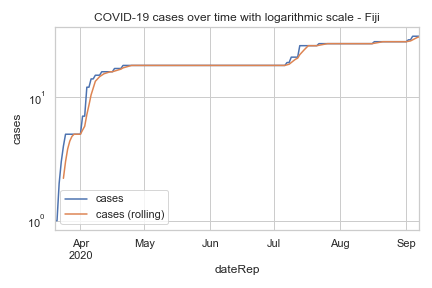 COVID-19 cases over time with logarithmic scale - Fiji
cases
10¹
10⁰
cases
cases (rolling)
Apr
2020
May
Jun
Jul
Aug
Sep
dateRep